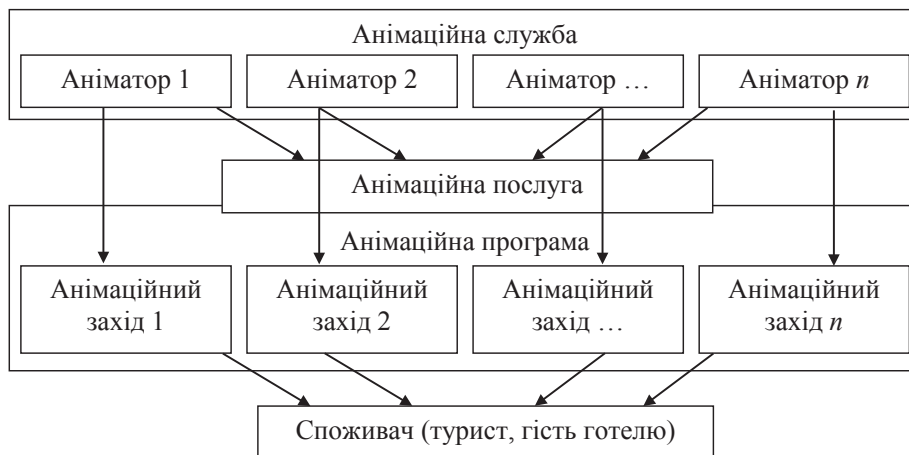 Анімаційна служба
Аніматор 1
Аніматор 2
Аніматор …
Аніматор n
Анімаційна послуга
Анімаційна програма
Анімаційний
захід 1
Анімаційний
захід 2
Анімаційний
захід …
Анімаційний
захід n
Споживач (турист, гість готелю)